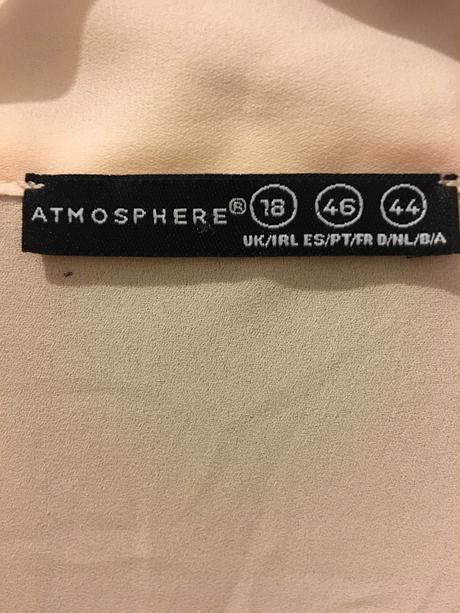 ATMOSPHERE® 18 46 44
UK/IRL ES/PT/FR D/NL/B/A